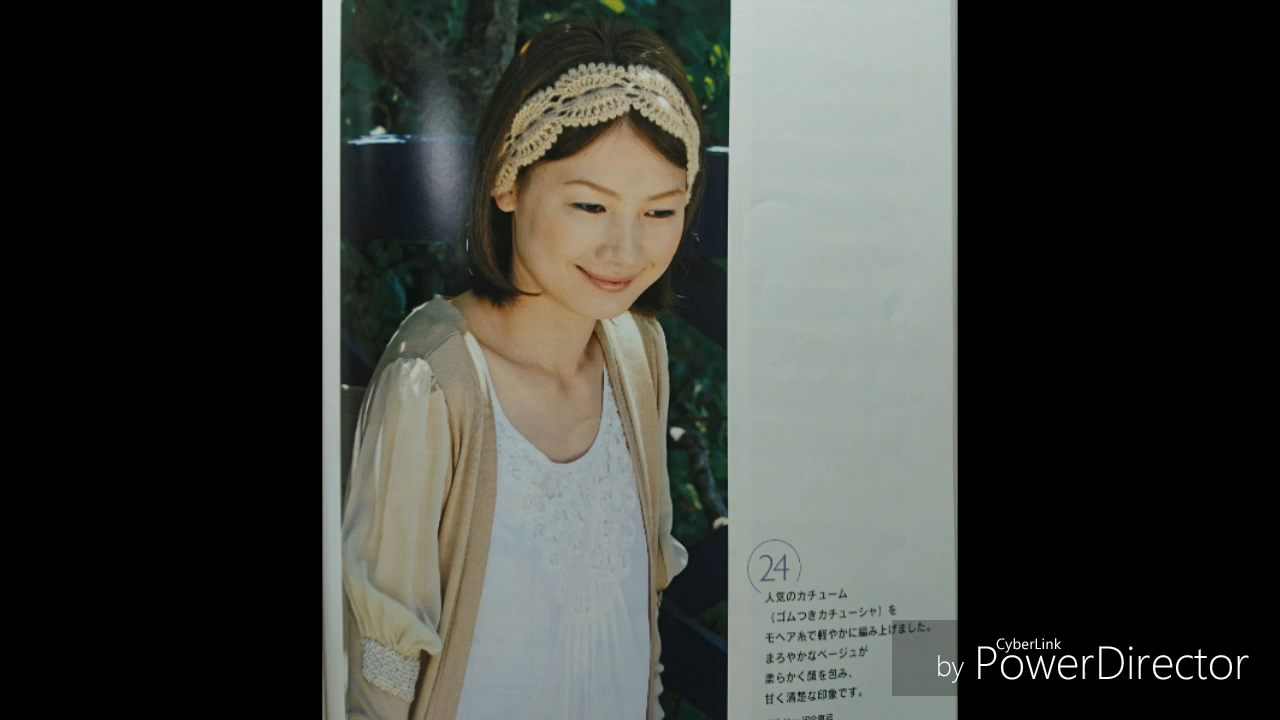 24
人気のカチューム
（ゴムつきカチューシャ）を
モヘア糸で軽やかに編み上げました。
まろやかなベージュが
柔らかく顔を包み、
甘く清楚な印象です。
CyberLink
by PowerDirector